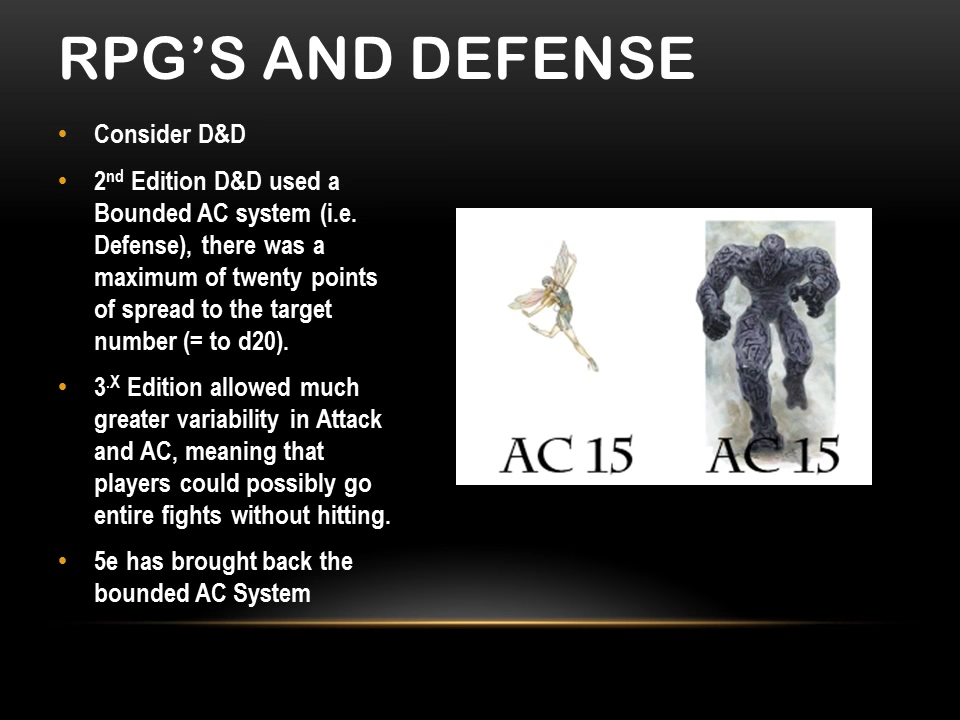 RPG’S AND DEFENSE
• Consider D&D
• 2nd Edition D&D used a
Bounded AC system (i.e.
Defense), there was a
maximum of twenty points
of spread to the target
number (= to d20).
• 3.X Edition allowed much
greater variability in Attack
and AC, meaning that
players could possibly go
entire fights without hitting.
• 5e has brought back the
bounded AC System
AC 15
AC 15